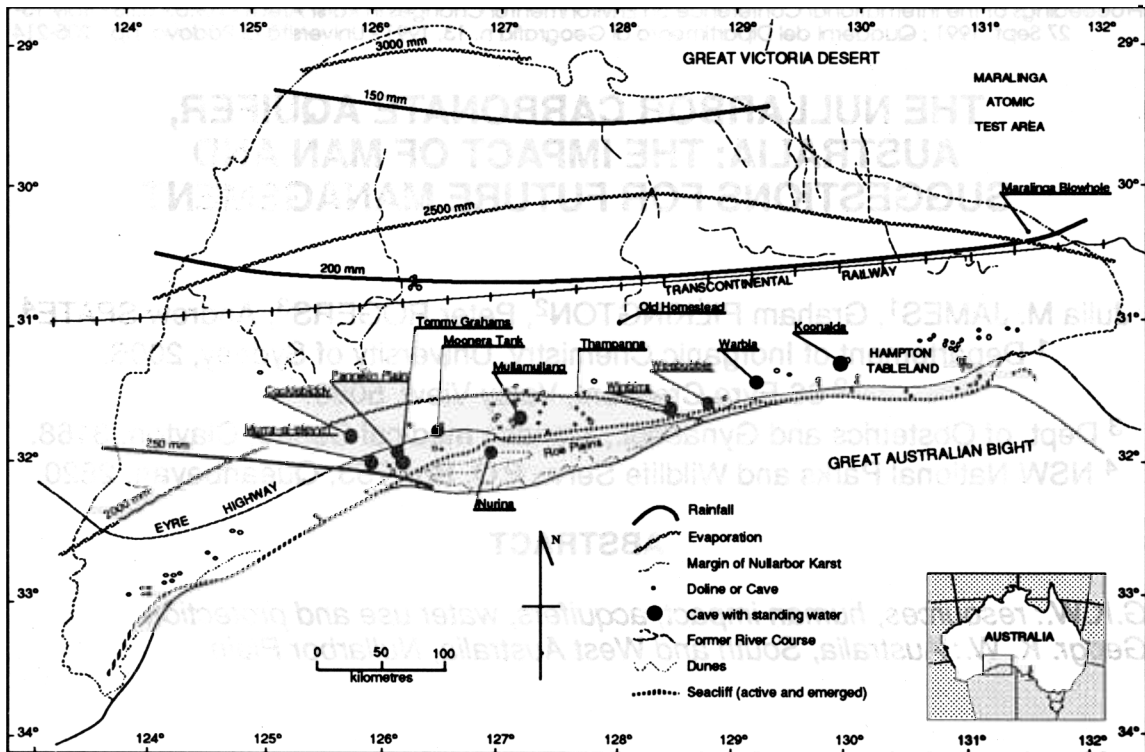 124° 125° 126° 127° 128° 129° 130° 131° 132°
29° 29°
3000 mm
GREAT VICTORIA DESERT
MARALINGA
ATOMIC
TEST AREA
150 mm
30° 30°
2500 mm
Maralinga Blowhole
200 mm
TRANSCONTINENTAL RAILWAY
31° 31°
Old Homestead
Tommy Grahams
Moonera Tank
Thampanna
Koonalda
Warbla
HAMPTON
TABLELAND
Pannikin Plain
Mullamullang
Weebubbie
Cocklebiddy
Winbirra
Murra-el-elevyn
Roe Plains
250 mm
32° 32°
GREAT AUSTRALIAN BIGHT
2000 mm
EYRE HIGHWAY
Nurina
N
Rainfall
Evaporation
Margin of Nullarbor Karst
Doline or Cave
Cave with standing water
Former River Course
Dunes
Seacliff (active and emerged)
33° 33°
0 50 100
kilometres
AUSTRALIA
34° 34°
124° 125° 126° 127° 128° 129° 130° 131° 132°
THE NULLARBOR CARBONATE AQUIFER,
AUSTRALIA: THE IMPACT OF MAN AND
SUGGESTIONS FOR FUTURE MANAGEMENT
ABSTRACT